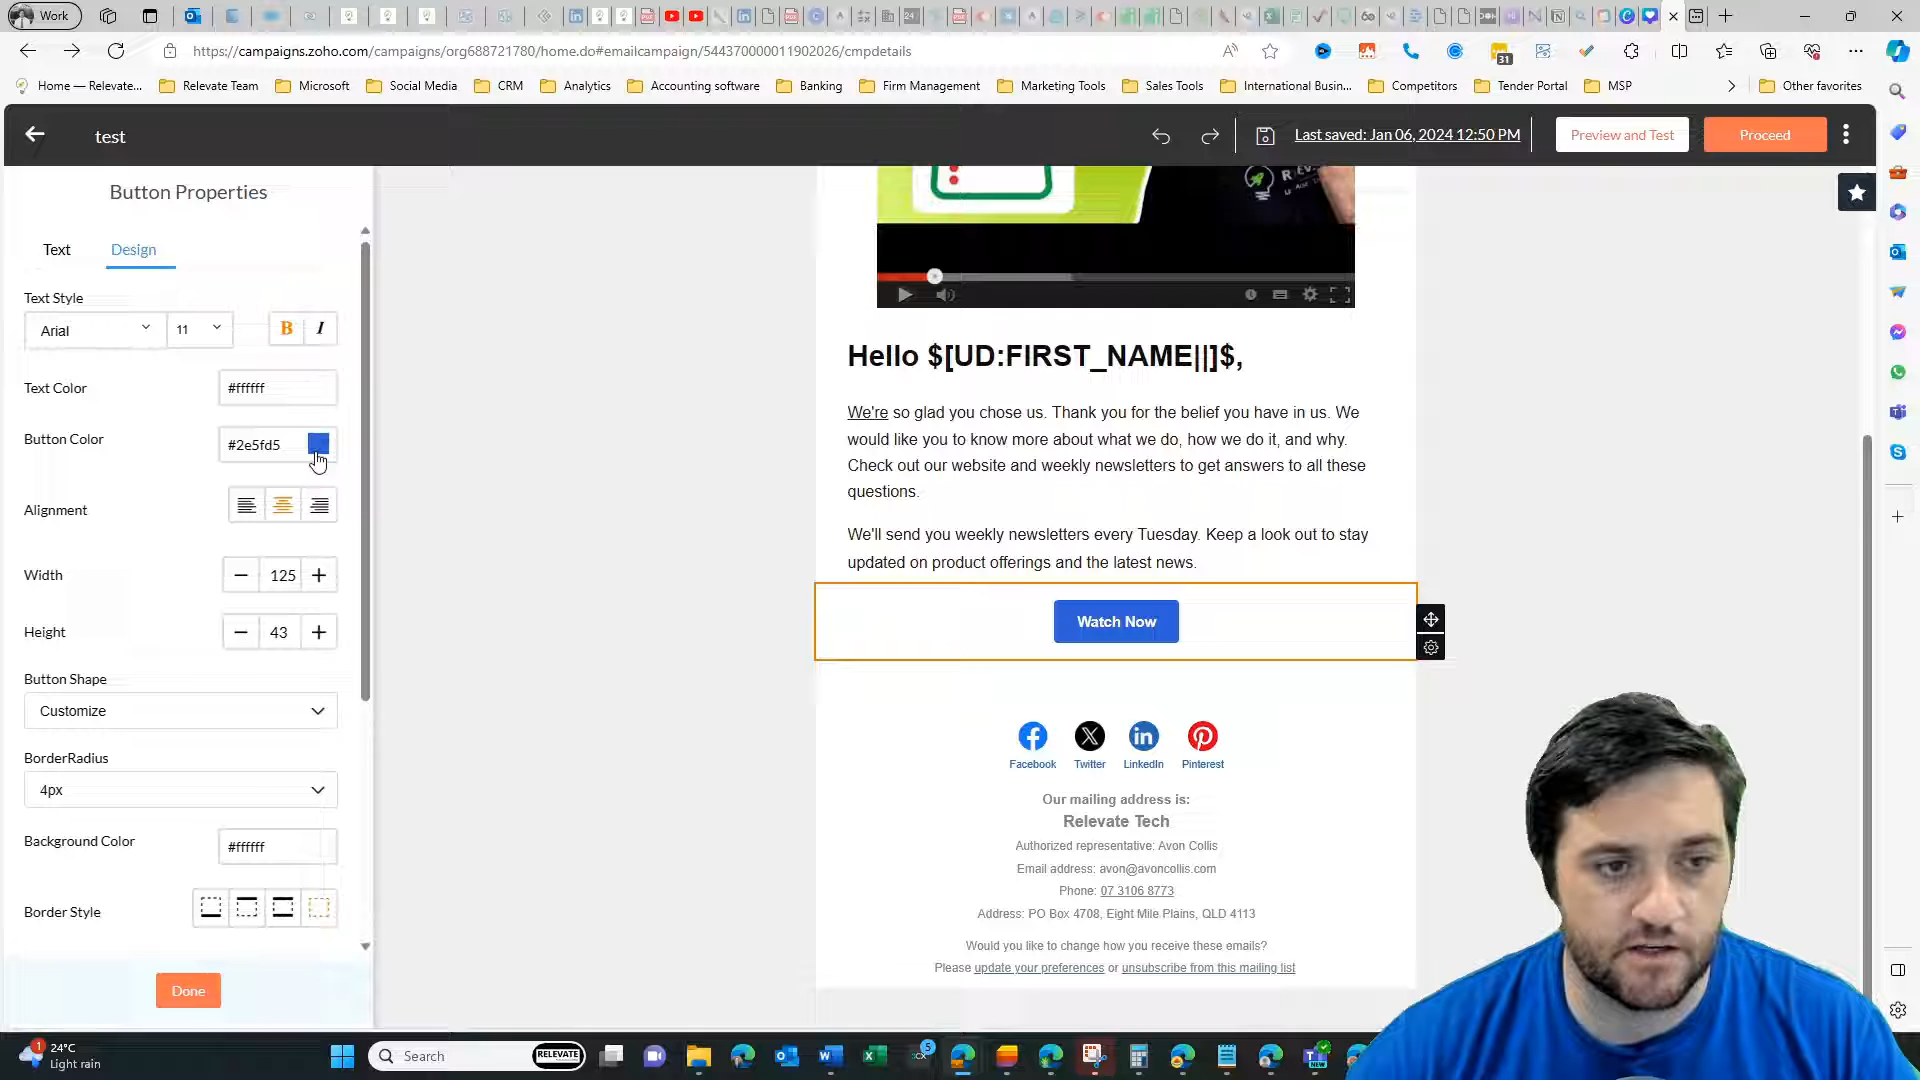 Work
https://campaigns.zoho.com/campaigns/org688721780/home.do#emailcampaign/544370000011902026/cmpdetails
31
Home — Relevate...
Relevate Team
Microsoft
Social Media
CRM
Analytics
Accounting software
Banking
Firm Management
Marketing Tools
Sales Tools
International Busin...
Competitors
Tender Portal
MSP
Other favorites
test
Last saved: Jan 06, 2024 12:50 PM
Preview and Test
Proceed
Button Properties
Text
Design
Text Style
Arial
11
B
I
Text Color
#ffffff
Button Color
#2e5fd5
Alignment
Width
125
Height
43
Button Shape
Customize
BorderRadius
4px
Background Color
#ffffff
Border Style
Done
Hello $[UD:FIRST_NAME||]$,
We're so glad you chose us. Thank you for the belief you have in us. We
would like you to know more about what we do, how we do it, and why.
Check out our website and weekly newsletters to get answers to all these
questions.
We'll send you weekly newsletters every Tuesday. Keep a look out to stay
updated on product offerings and the latest news.
Watch Now
Facebook
Twitter
LinkedIn
Pinterest
Our mailing address is:
Relevate Tech
Authorized representative: Avon Collis
Email address: avon@avoncollis.com
Phone: 07 3106 8773
Address: PO Box 4708, Eight Mile Plains, QLD 4113
Would you like to change how you receive these emails?
Please update your preferences or unsubscribe from this mailing list
1
24°C
Light rain
Search
RELEVATE
5
NEW